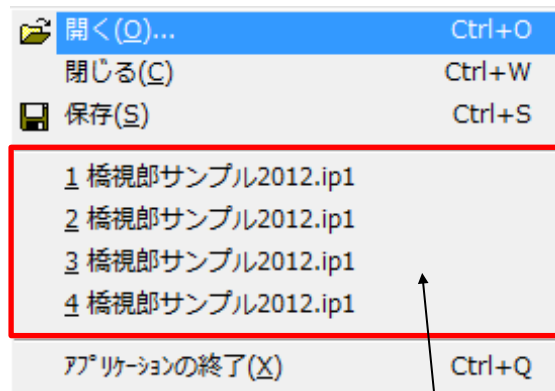 開く(O)... Ctrl+O
閉じる(C) Ctrl+W
保存(S) Ctrl+S
1 橋視郎サンプル2012.ip1
2 橋視郎サンプル2012.ip1
3 橋視郎サンプル2012.ip1
4 橋視郎サンプル2012.ip1
ｱﾌﾟﾘｹｰｼｮﾝの終了(X) Ctrl+Q